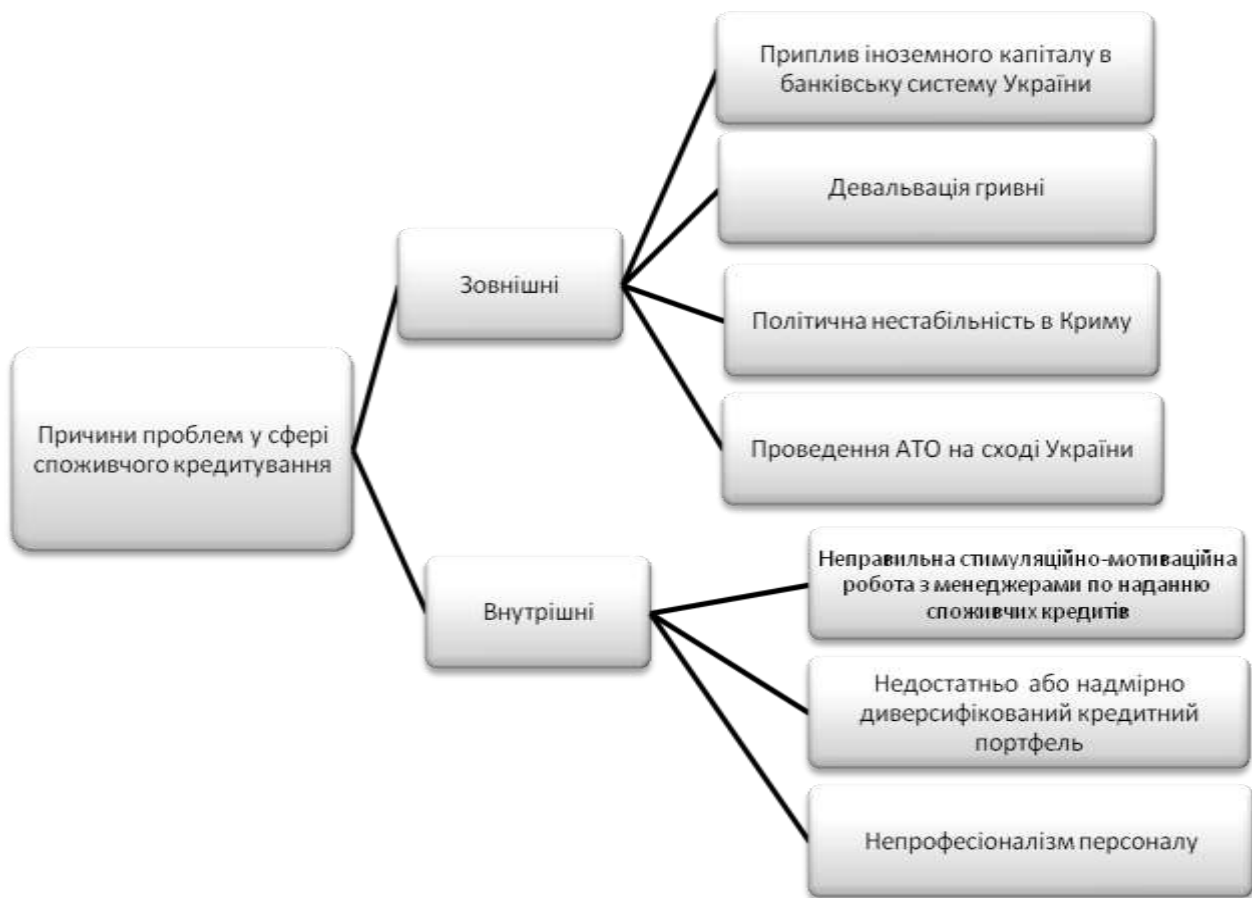 Причини проблем у сфері
споживчого кредитування
Зовнішні
Приплив іноземного капіталу в
банківську систему України
Девальвація гривні
Політична нестабільність в Криму
Проведення АТО на сході України
Внутрішні
Неправильна стимуляційно-мотиваційна
робота з менеджерами по наданню
споживчих кредитів
Недостатньо або надмірно
диверсифікований кредитний
портфель
Непрофесіоналізм персоналу